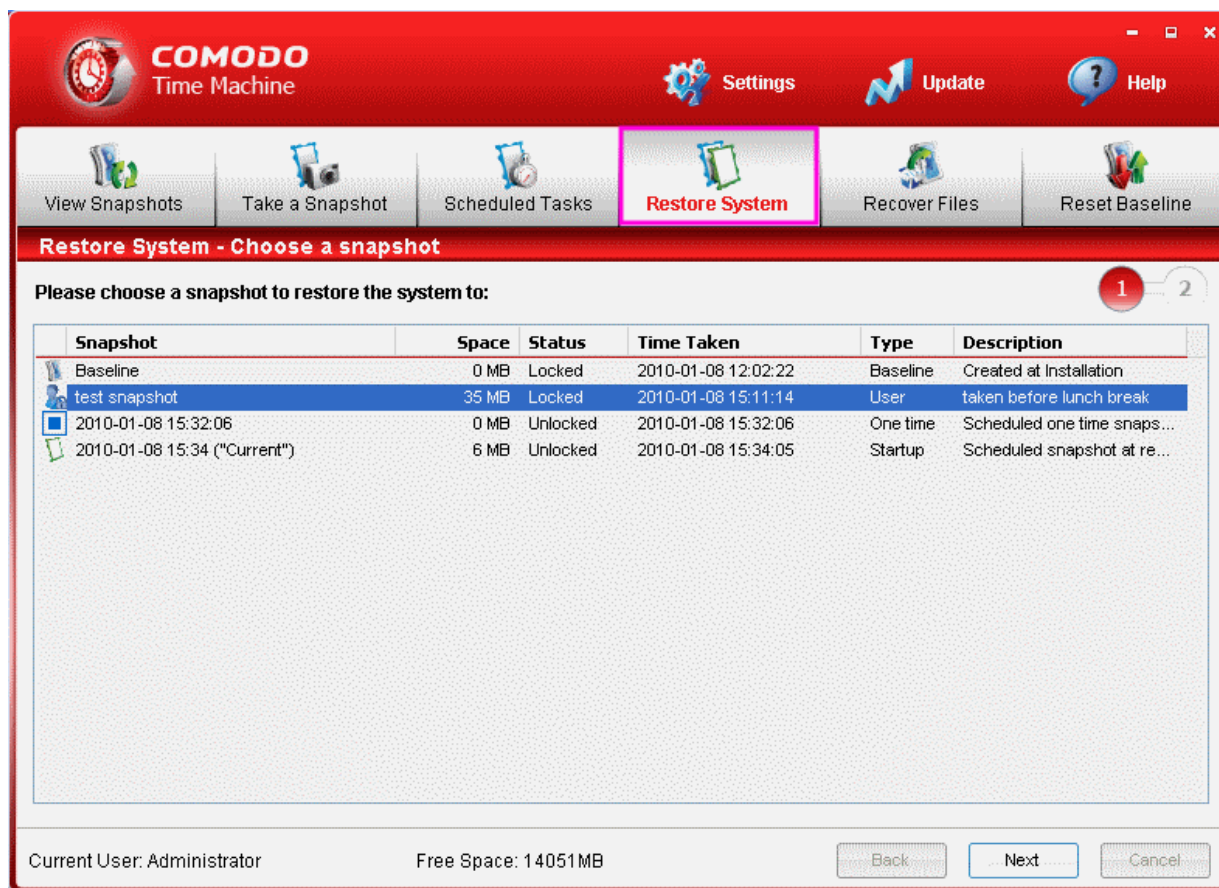 COMODO
Time Machine
Settings
Update
? Help
View Snapshots
Take a Snapshot
Scheduled Tasks
Restore System
Recover Files
Reset Baseline
Restore System - Choose a snapshot
Please choose a snapshot to restore the system to:
1 2
Snapshot Space Status Time Taken Type Description
Baseline 0 MB Locked 2010-01-08 12:02:22 Baseline Created at Installation
test snapshot 35 MB Locked 2010-01-08 15:11:14 User taken before lunch break
2010-01-08 15:32:06 0 MB Unlocked 2010-01-08 15:32:06 One time Scheduled one time snaps...
2010-01-08 15:34 ("Current") 6 MB Unlocked 2010-01-08 15:34:05 Startup Scheduled snapshot at re...
Current User: Administrator Free Space: 14051MB Back Next Cancel